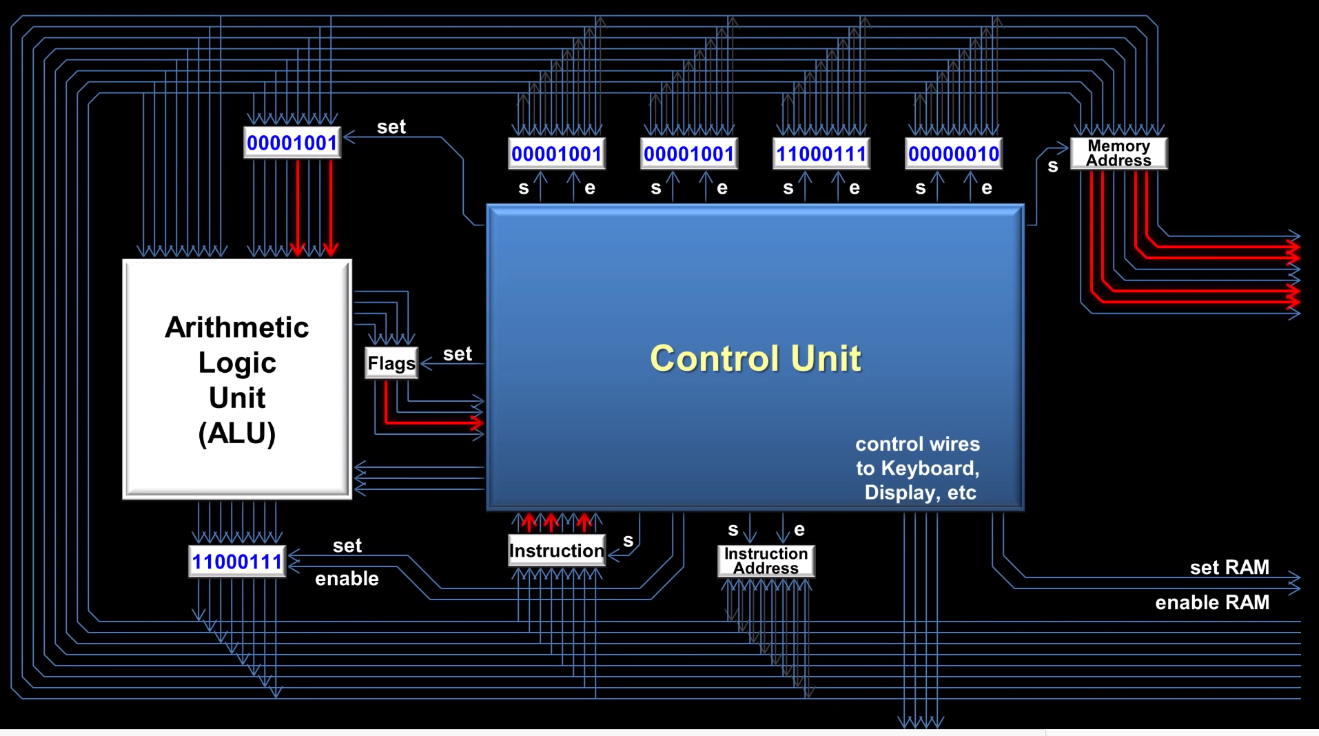 set
00001001
00001001
00001001
11000111
00000010
Memory
Address
s
s
e
s
e
s
e
s
e
Arithmetic
Logic
Unit
(ALU)
Flags
set
Control Unit
control wires
to Keyboard,
Display, etc
11000111
set
enable
Instruction
s
s
e
Instruction
Address
set RAM
enable RAM